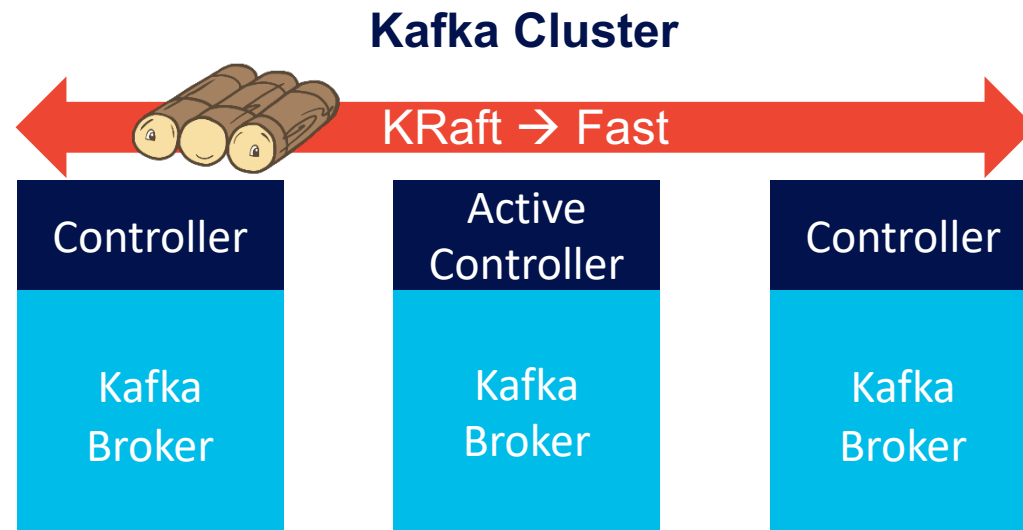 Kafka Cluster
KRaft → Fast
Controller
Active
Controller
Controller
Kafka
Broker
Kafka
Broker
Kafka
Broker